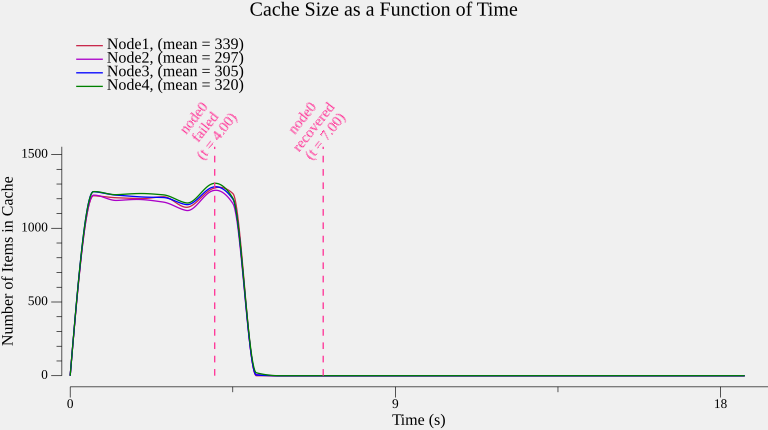 Cache Size as a Function of Time
Node1, (mean = 339)
Node2, (mean = 297)
Node3, (mean = 305)
Node4, (mean = 320)
node0
failed
(t = 4.00)
node0
recovered
(t = 7.00)
Number of Items in Cache
1500
1000
500
0
0
9
18
Time (s)